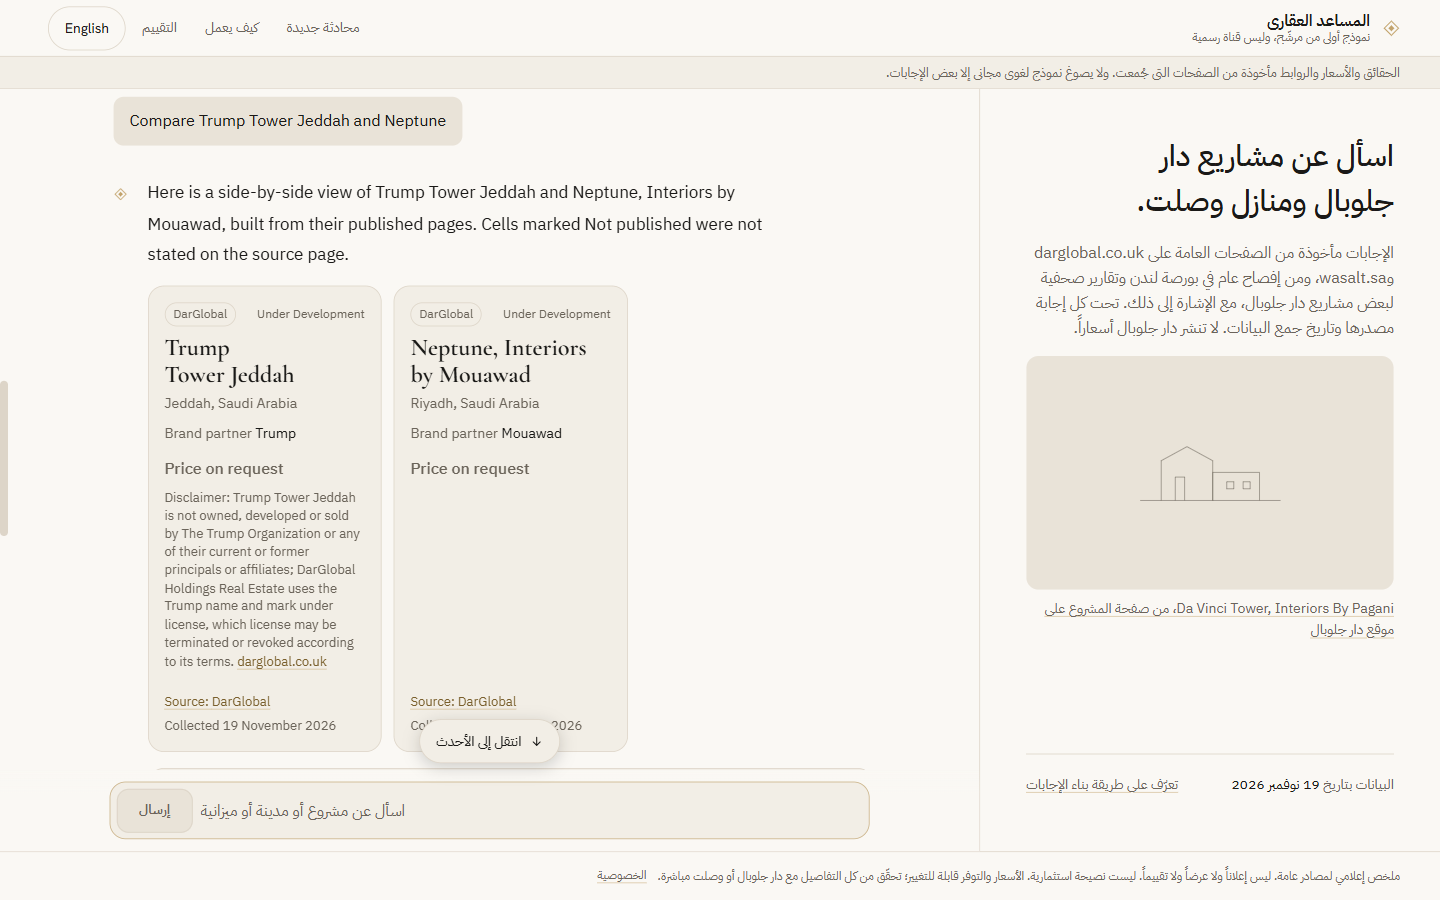 المساعد العقاري
نموذج أولي من مرشّح، وليس قناة رسمية
محادثة جديدة
كيف يعمل
التقييم
English
الحقائق والأسعار والروابط مأخوذة من الصفحات التي جُمعت. ولا يصوغ نموذج لغوي مجاني إلا بعض الإجابات.
اسأل عن مشاريع دار
جلوبال ومنازل وصلت.
الإجابات مأخوذة من الصفحات العامة على darglobal.co.uk
وwasalt.sa، ومن إفصاح عام في بورصة لندن وتقارير صحفية
لبعض مشاريع دار جلوبال، مع الإشارة إلى ذلك. تحت كل إجابة
مصدرها وتاريخ جمع البيانات. لا تنشر دار جلوبال أسعاراً.
Da Vinci Tower, Interiors By Pagani، من صفحة المشروع على
موقع دار جلوبال
البيانات بتاريخ 19 نوفمبر 2026
تعرّف على طريقة بناء الإجابات
Compare Trump Tower Jeddah and Neptune
Here is a side-by-side view of Trump Tower Jeddah and Neptune, Interiors by
Mouawad, built from their published pages. Cells marked Not published were not
stated on the source page.
DarGlobal
Under Development
Trump
Tower Jeddah
Jeddah, Saudi Arabia
Brand partner Trump
Price on request
Disclaimer: Trump Tower Jeddah
is not owned, developed or sold
by The Trump Organization or any
of their current or former
principals or affiliates; DarGlobal
Holdings Real Estate uses the
Trump name and mark under
license, which license may be
terminated or revoked according
to its terms. darglobal.co.uk
Source: DarGlobal
Collected 19 November 2026
DarGlobal
Under Development
Neptune, Interiors
by Mouawad
Riyadh, Saudi Arabia
Brand partner Mouawad
Price on request
Source: DarGlobal
2026
انتقل إلى الأحدث ↓
اسأل عن مشروع أو مدينة أو ميزانية
إرسال
ملخص إعلامي لمصادر عامة. ليس إعلاناً ولا عرضاً ولا تقييماً. ليست نصيحة استثمارية. الأسعار والتوفر قابلة للتغيير؛ تحقّق من كل التفاصيل مع دار جلوبال أو وصلت مباشرة.
الخصوصية